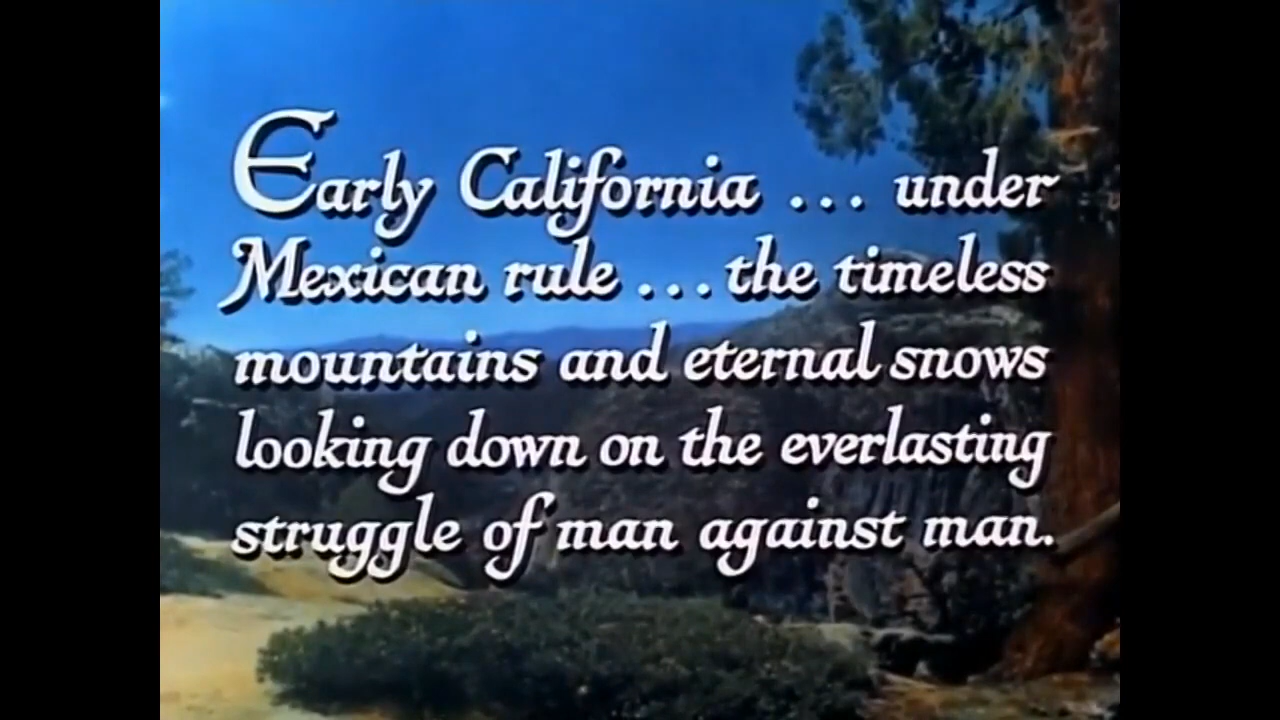 Early California ... under
Mexican rule ... the timeless
mountains and eternal snows
looking down on the everlasting
struggle of man against man.